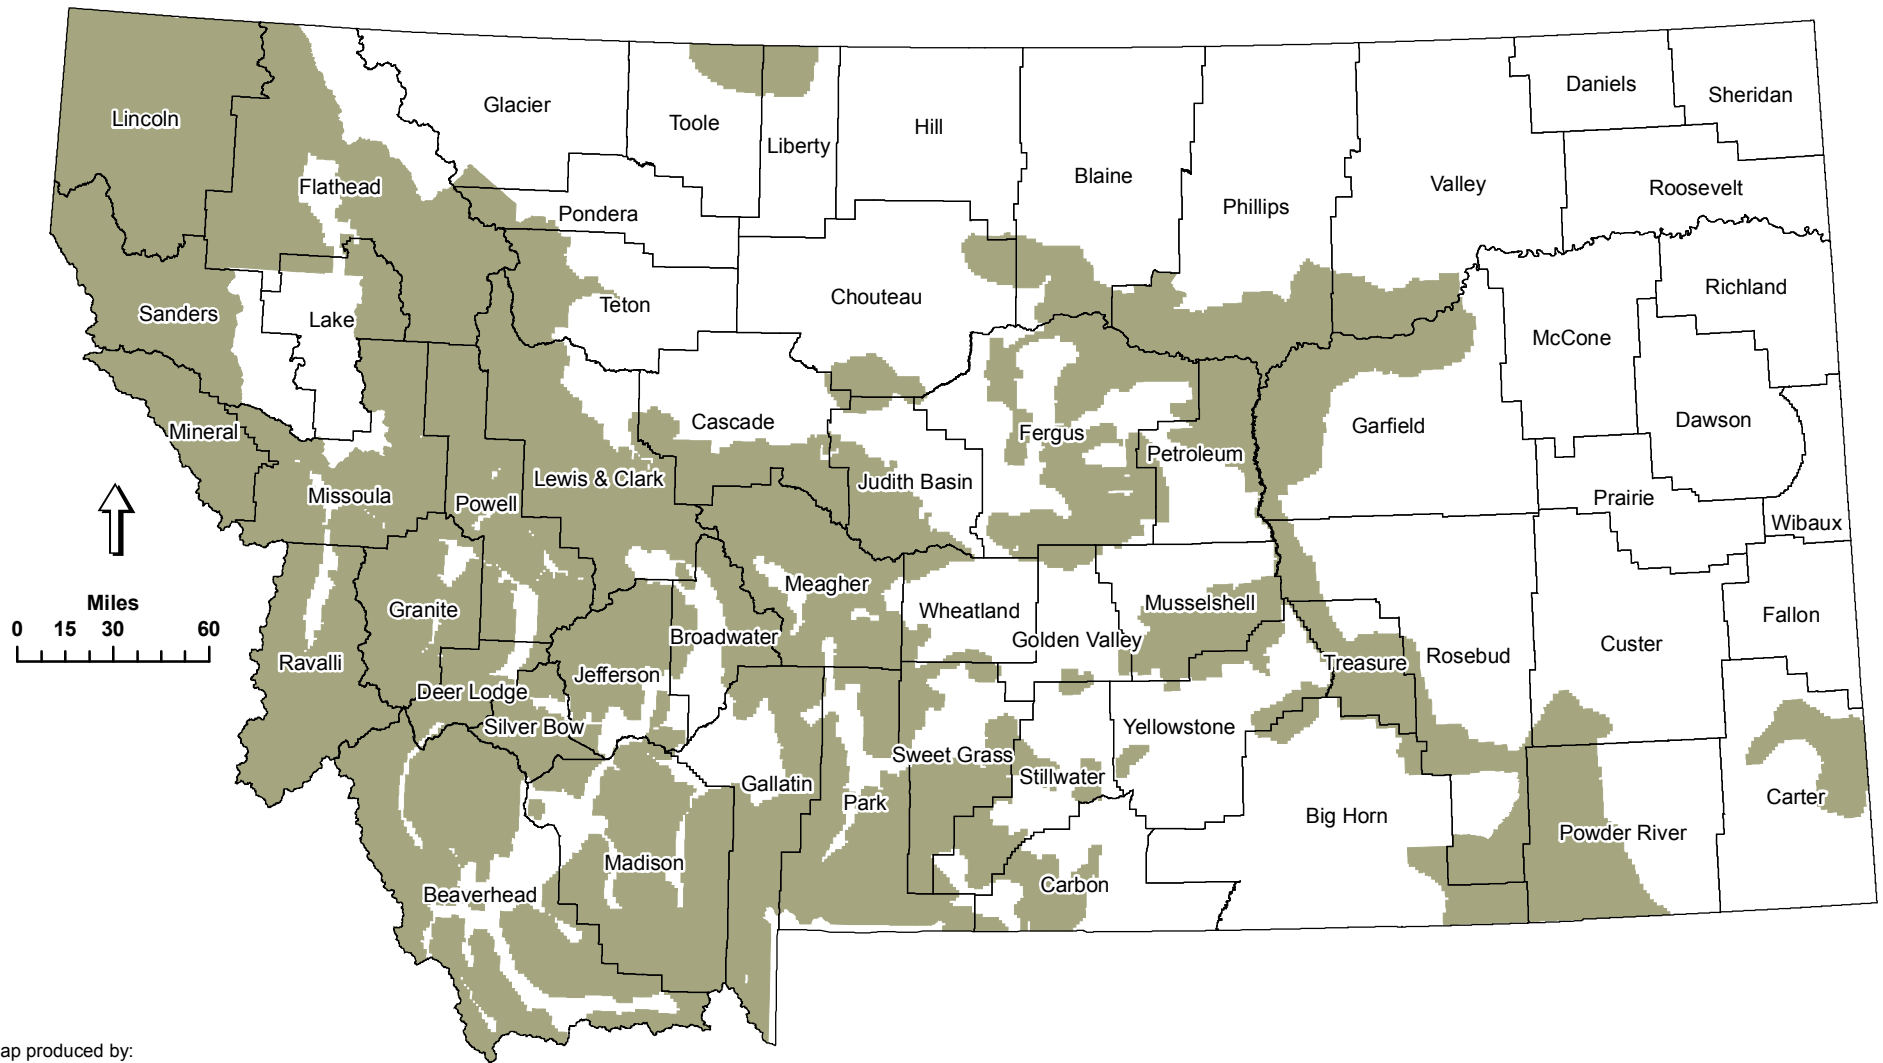 Lincoln
Flathead
Glacier
Toole
Liberty
Hill
Blaine
Phillips
Valley
Daniels
Sheridan
Roosevelt
Pondera
Teton
Chouteau
Sanders
Lake
Richland
McCone
Garfield
Dawson
Mineral
Missoula
Powell
Lewis & Clark
Cascade
Judith Basin
Fergus
Petroleum
Prairie
Wibaux
Miles
0 15 30 60
Ravalli
Granite
Deer Lodge
Silver Bow
Jefferson
Broadwater
Meagher
Wheatland
Golden Valley
Musselshell
Treasure
Rosebud
Custer
Fallon
Beaverhead
Madison
Gallatin
Park
Sweet Grass
Stillwater
Yellowstone
Carbon
Big Horn
Powder River
Carter
ap produced by: